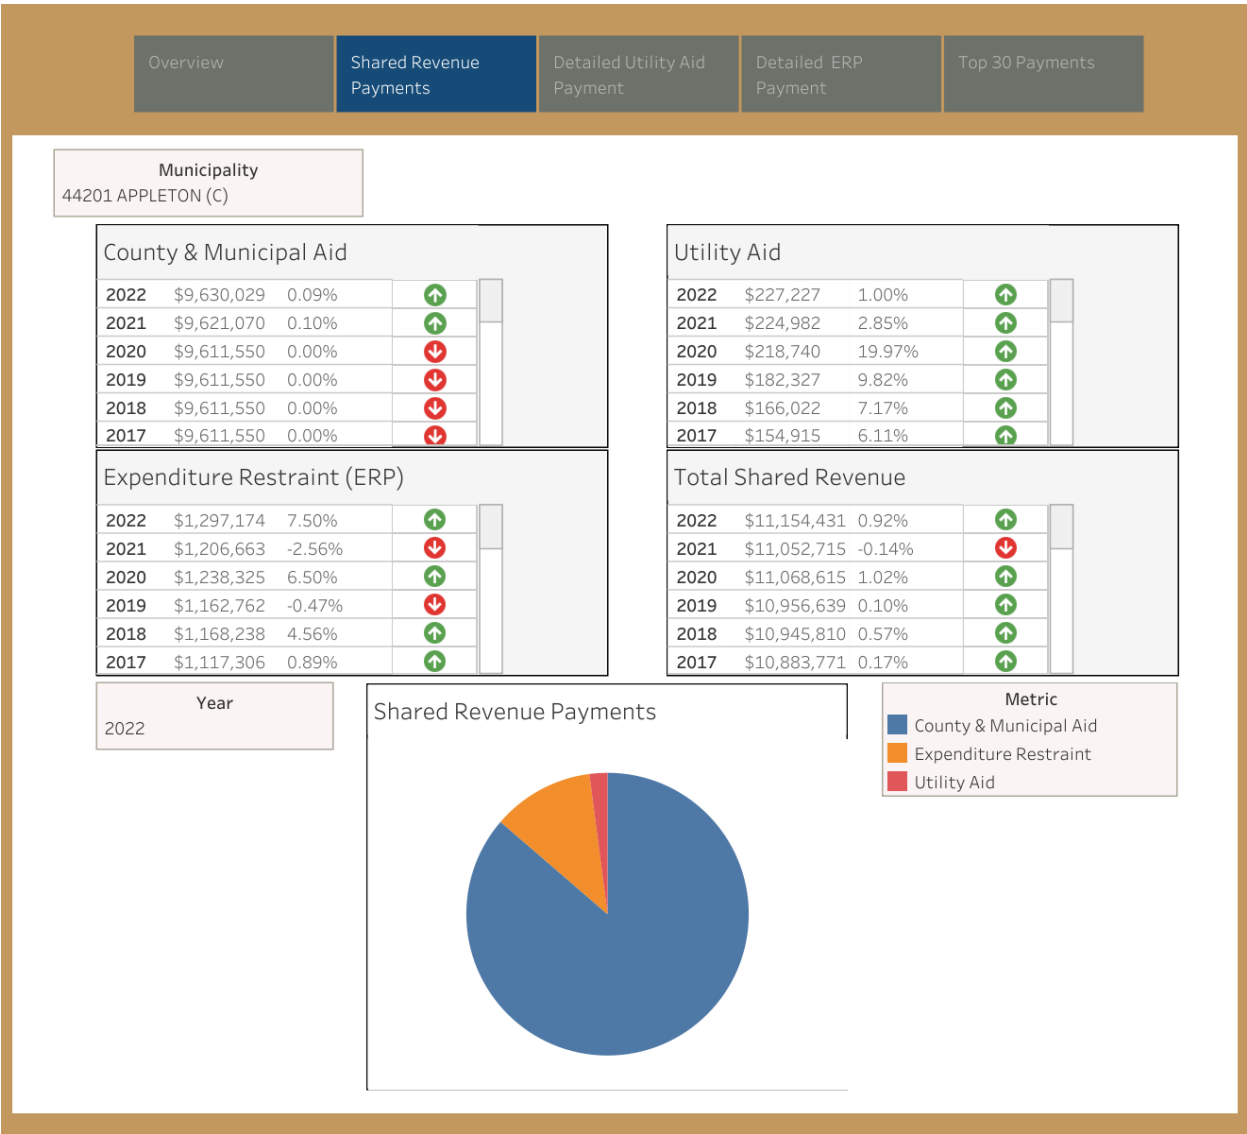 Overview
Shared Revenue
Payments
Detailed Utility Aid
Payment
Detailed ERP
Payment
Top 30 Payments
Municipality
44201 APPLETON (C)
County & Municipal Aid
2022 $9,630,029 0.09%
2021 $9,621,070 0.10%
2020 $9,611,550 0.00%
2019 $9,611,550 0.00%
2018 $9,611,550 0.00%
2017 $9,611,550 0.00%
Utility Aid
2022 $227,227 1.00%
2021 $224,982 2.85%
2020 $218,740 19.97%
2019 $182,327 9.82%
2018 $166,022 7.17%
2017 $154,915 6.11%
Expenditure Restraint (ERP)
2022 $1,297,174 7.50%
2021 $1,206,663 -2.56%
2020 $1,238,325 6.50%
2019 $1,162,762 -0.47%
2018 $1,168,238 4.56%
2017 $1,117,306 0.89%
Total Shared Revenue
2022 $11,154,431 0.92%
2021 $11,052,715 -0.14%
2020 $11,068,615 1.02%
2019 $10,956,639 0.10%
2018 $10,945,810 0.57%
2017 $10,883,771 0.17%
Year
2022
Shared Revenue Payments
Metric
County & Municipal Aid
Expenditure Restraint
Utility Aid